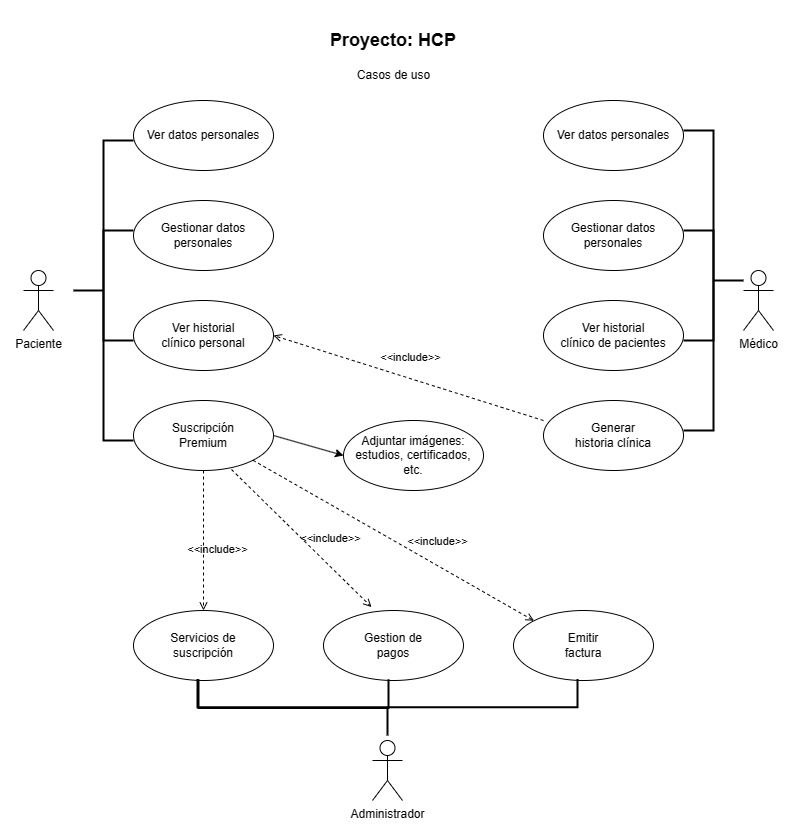 Proyecto: HCP
Casos de uso
Ver datos personales
Ver datos personales
Gestionar datos
personales
Gestionar datos
personales
Paciente
Ver historial
clínico personal
<<include>>
Ver historial
clínico de pacientes
Médico
Suscripción
Premium
Adjuntar imágenes:
estudios, certificados,
etc.
Generar
historia clínica
<<include>>
<<include>>
<<include>>
Servicios de
suscripción
Gestion de
pagos
Emitir
factura
Administrador